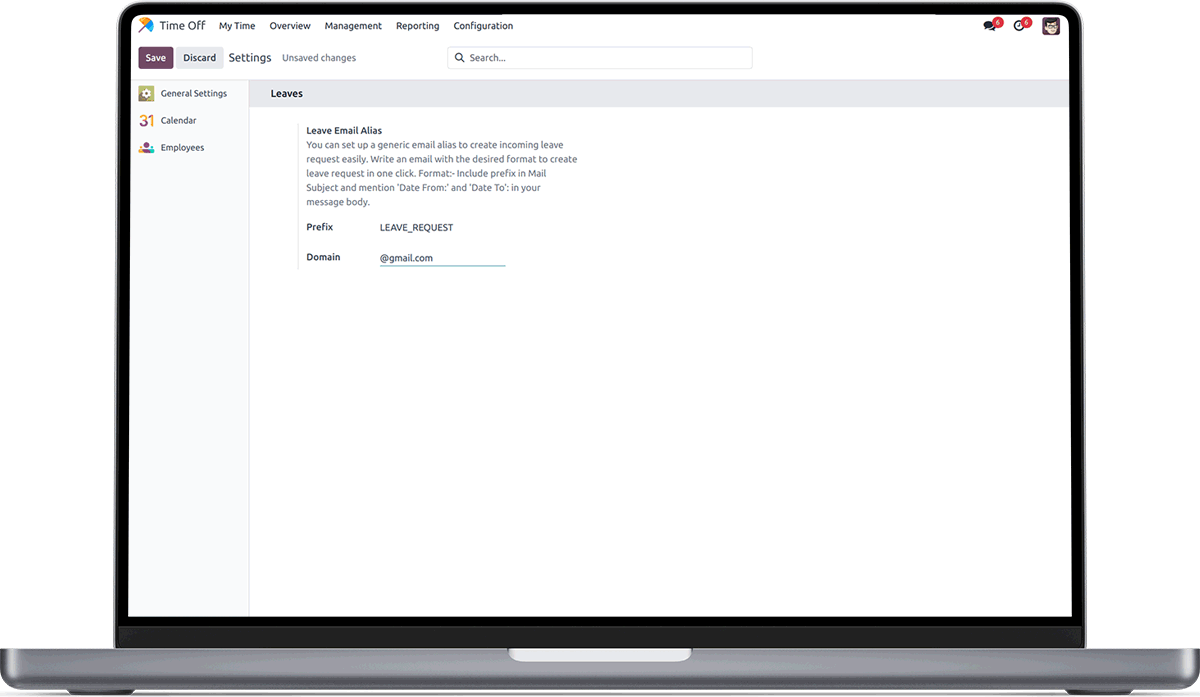 Time Off My Time Overview Management Reporting Configuration 6 6
Save Discard Settings Unsaved changes Search...
General Settings
Calendar
Employees
31
Leaves
Leave Email Alias
You can set up a generic email alias to create incoming leave
request easily. Write an email with the desired format to create
leave request in one click. Format:- Include prefix in Mail
Subject and mention 'Date From:' and 'Date To': in your
message body.
Prefix LEAVE_REQUEST
Domain @gmail.com